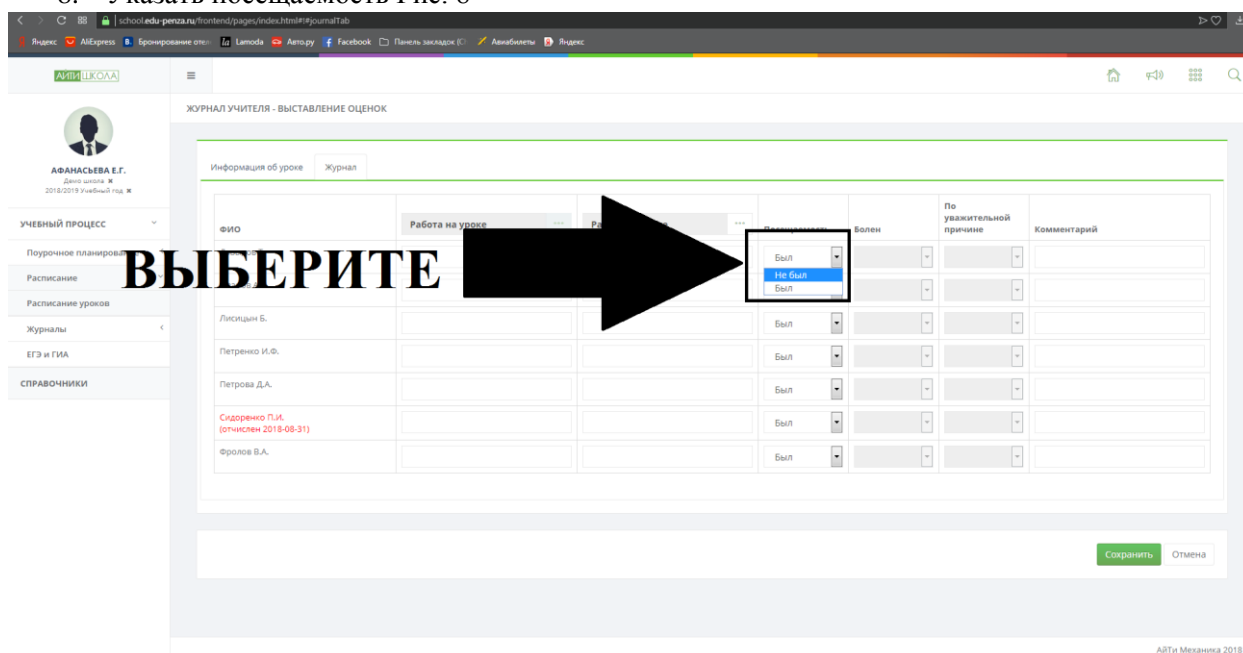 Указать посещаемость Рис. 6
school.edu-penza.ru/frontend/pages/index.html#!#journalTab
Яндекс AliExpress Бронирование отел Lamoda Авто.ру Facebook Панель закладок (О Авиабилеты Яндекс
АЙТИ ШКОЛА
ЖУРНАЛ УЧИТЕЛЯ - ВЫСТАВЛЕНИЕ ОЦЕНОК
АФАНАСЬЕВА Е.Г.
Демо школа ✖
2018/2019 Учебный год ✖
Информация об уроке Журнал
УЧЕБНЫЙ ПРОЦЕСС
Поурочное планирование
Расписание
Расписание уроков
Журналы
ЕГЭ и ГИА
СПРАВОЧНИКИ
ФИО Работа на уроке ... ... Посещаемость Болен По уважительной причине Комментарий
ВЫБЕРИТЕ
Был
Не был
Был
Лисицын Б. Был
Петренко И.Ф. Был
Петрова Д.А. Был
Сидоренко П.И. Был
(отчислен 2018-08-31)
Фролов В.А. Был
Сохранить Отмена
АйТи Механика 2018